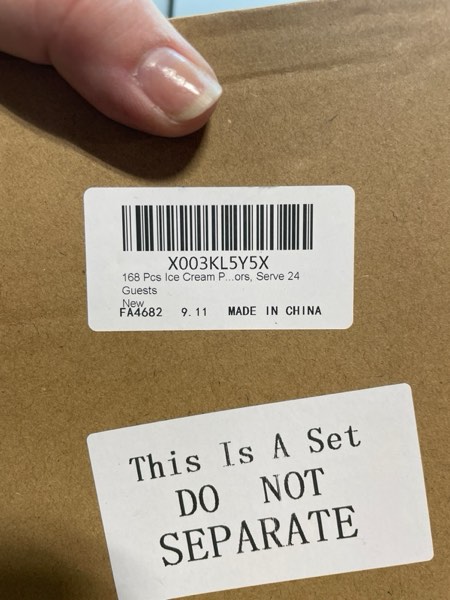 X003KL5Y5X
168 Pcs Ice Cream P...ors, Serve 24
Guests
New
FA4682 9.11 MADE IN CHINA
This Is A Set
DO NOT
SEPARATE